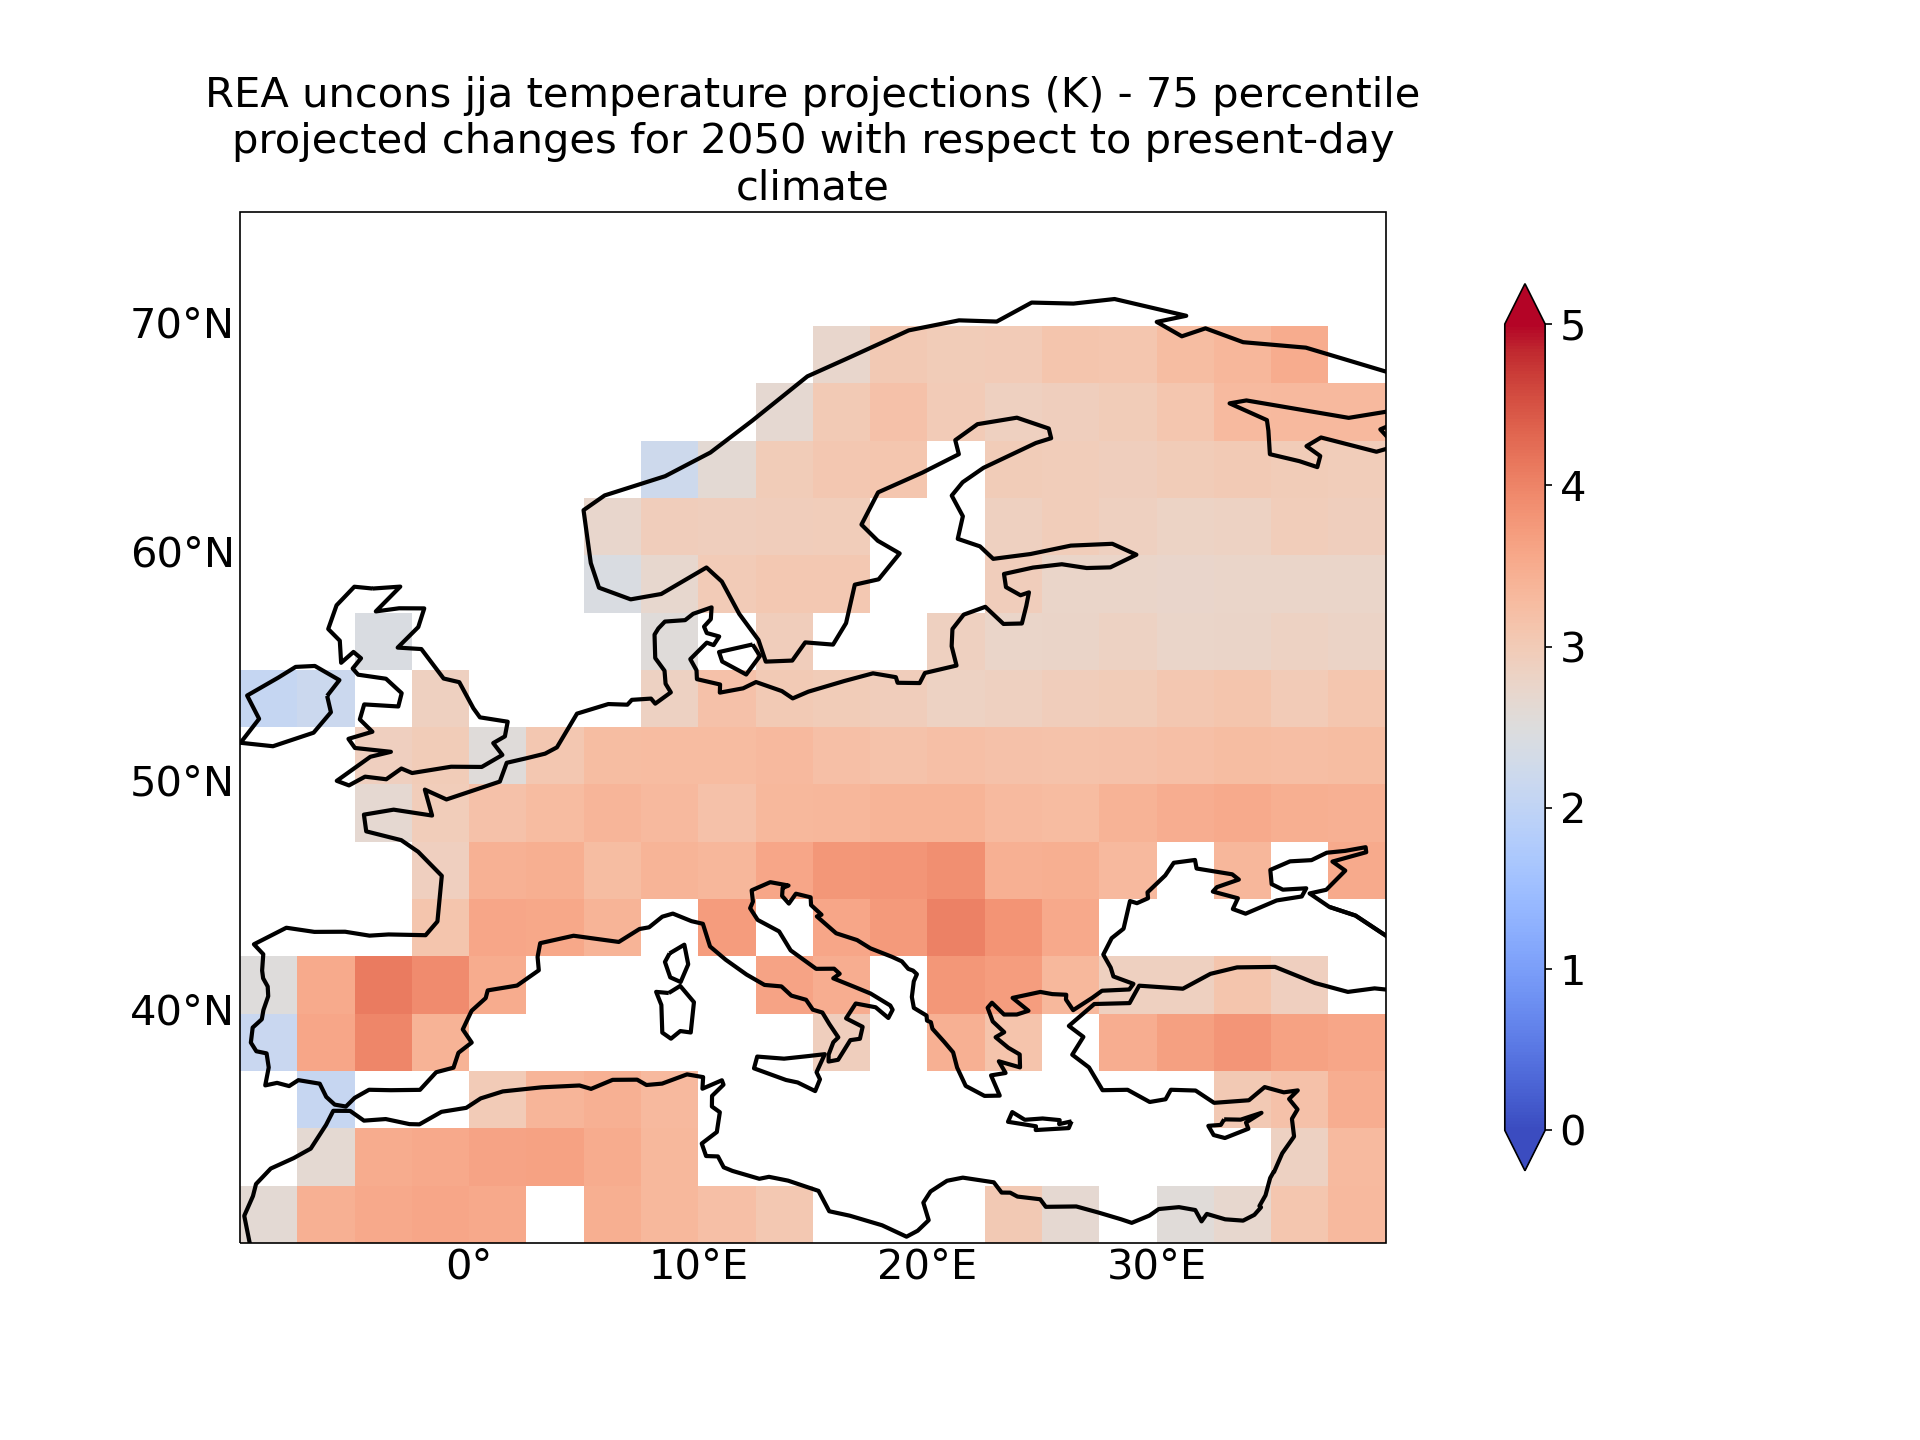 REA uncons jja temperature projections (K) - 75 percentile
projected changes for 2050 with respect to present-day
climate
70°N
60°N
50°N
40°N
0°
10°E
20°E
30°E
5
4
3
2
1
0